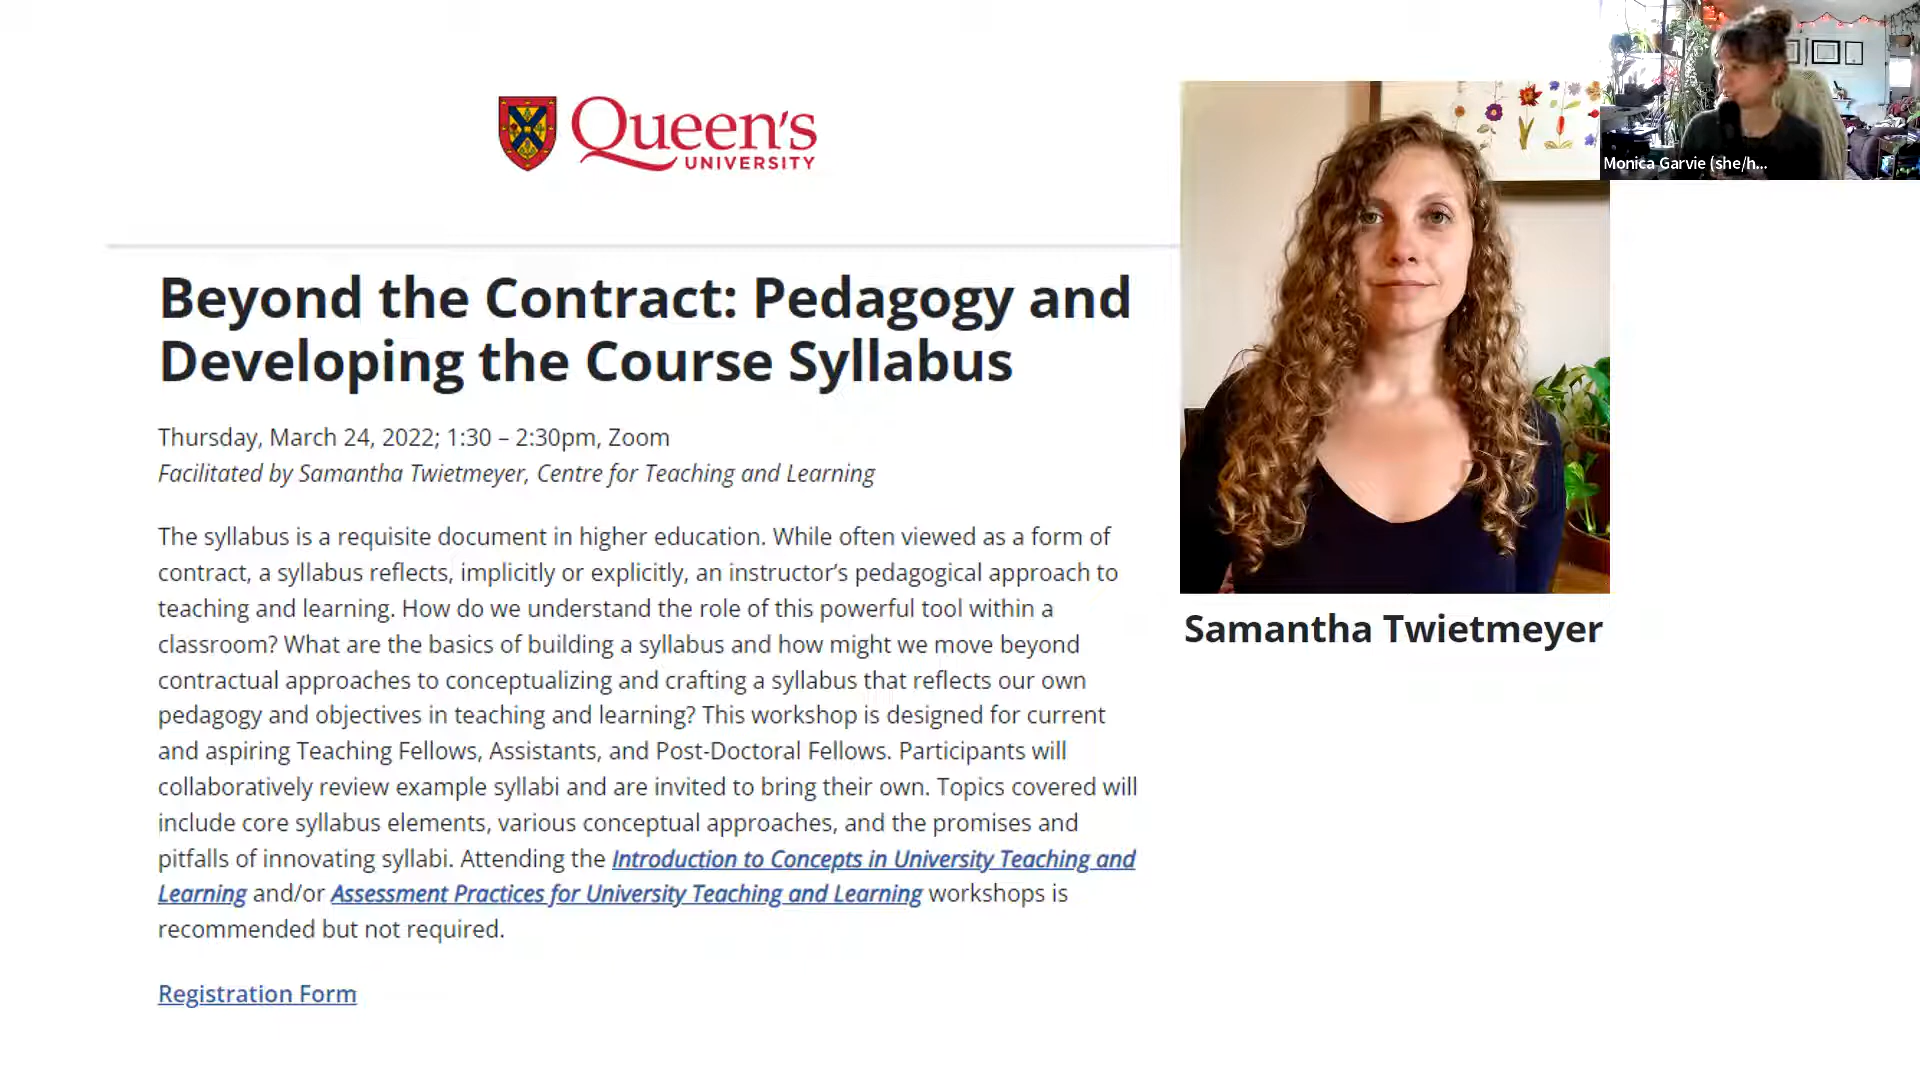 Queen's
UNIVERSITY
Monica Garvie (she/h...
Beyond the Contract: Pedagogy and
Developing the Course Syllabus
Thursday, March 24, 2022; 1:30 – 2:30pm, Zoom
Facilitated by Samantha Twietmeyer, Centre for Teaching and Learning
The syllabus is a requisite document in higher education. While often viewed as a form of
contract, a syllabus reflects, implicitly or explicitly, an instructor’s pedagogical approach to
teaching and learning. How do we understand the role of this powerful tool within a
classroom? What are the basics of building a syllabus and how might we move beyond
contractual approaches to conceptualizing and crafting a syllabus that reflects our own
pedagogy and objectives in teaching and learning? This workshop is designed for current
and aspiring Teaching Fellows, Assistants, and Post-Doctoral Fellows. Participants will
collaboratively review example syllabi and are invited to bring their own. Topics covered will
include core syllabus elements, various conceptual approaches, and the promises and
pitfalls of innovating syllabi. Attending the Introduction to Concepts in University Teaching and
Learning and/or Assessment Practices for University Teaching and Learning workshops is
recommended but not required.
Registration Form
Samantha Twietmeyer